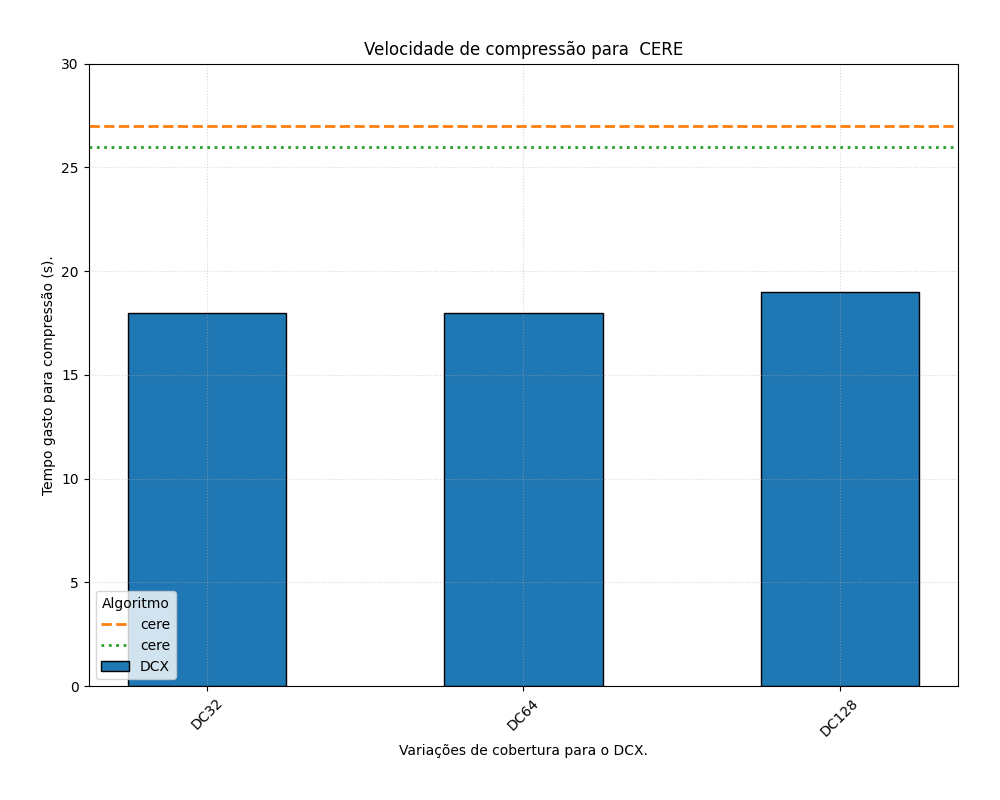 Velocidade de compressão para  CERE
30
25
20
15
10
5
0
Tempo gasto para compressão (s).
Algoritmo
cere
cere
DCX
DC32
DC64
DC128
Variações de cobertura para o DCX.